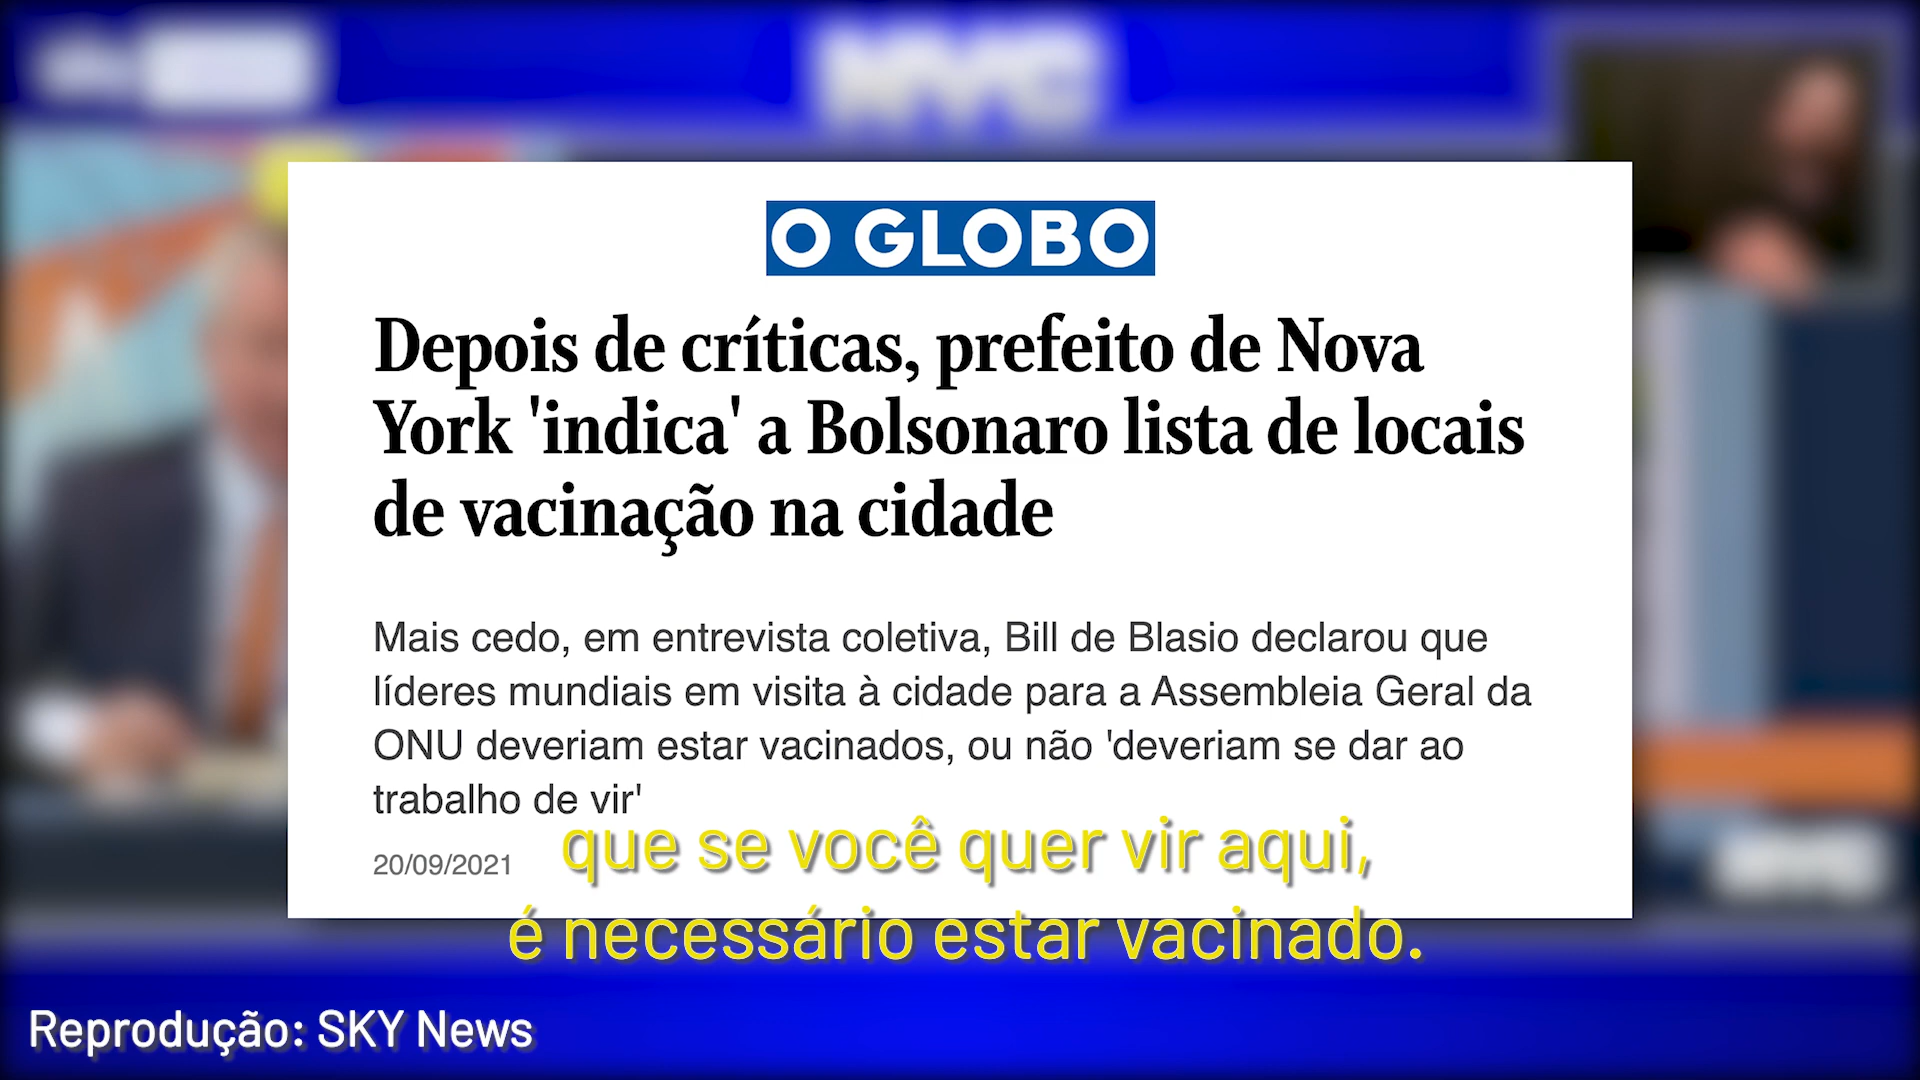 NYC
O GLOBO
Depois de críticas, prefeito de Nova
York 'indica' a Bolsonaro lista de locais
de vacinação na cidade
Mais cedo, em entrevista coletiva, Bill de Blasio declarou que
líderes mundiais em visita à cidade para a Assembleia Geral da
ONU deveriam estar vacinados, ou não 'deveriam se dar ao
trabalho de vir'
20/09/2021
que se você quer vir aqui,
é necessário estar vacinado.
Reprodução: SKY News